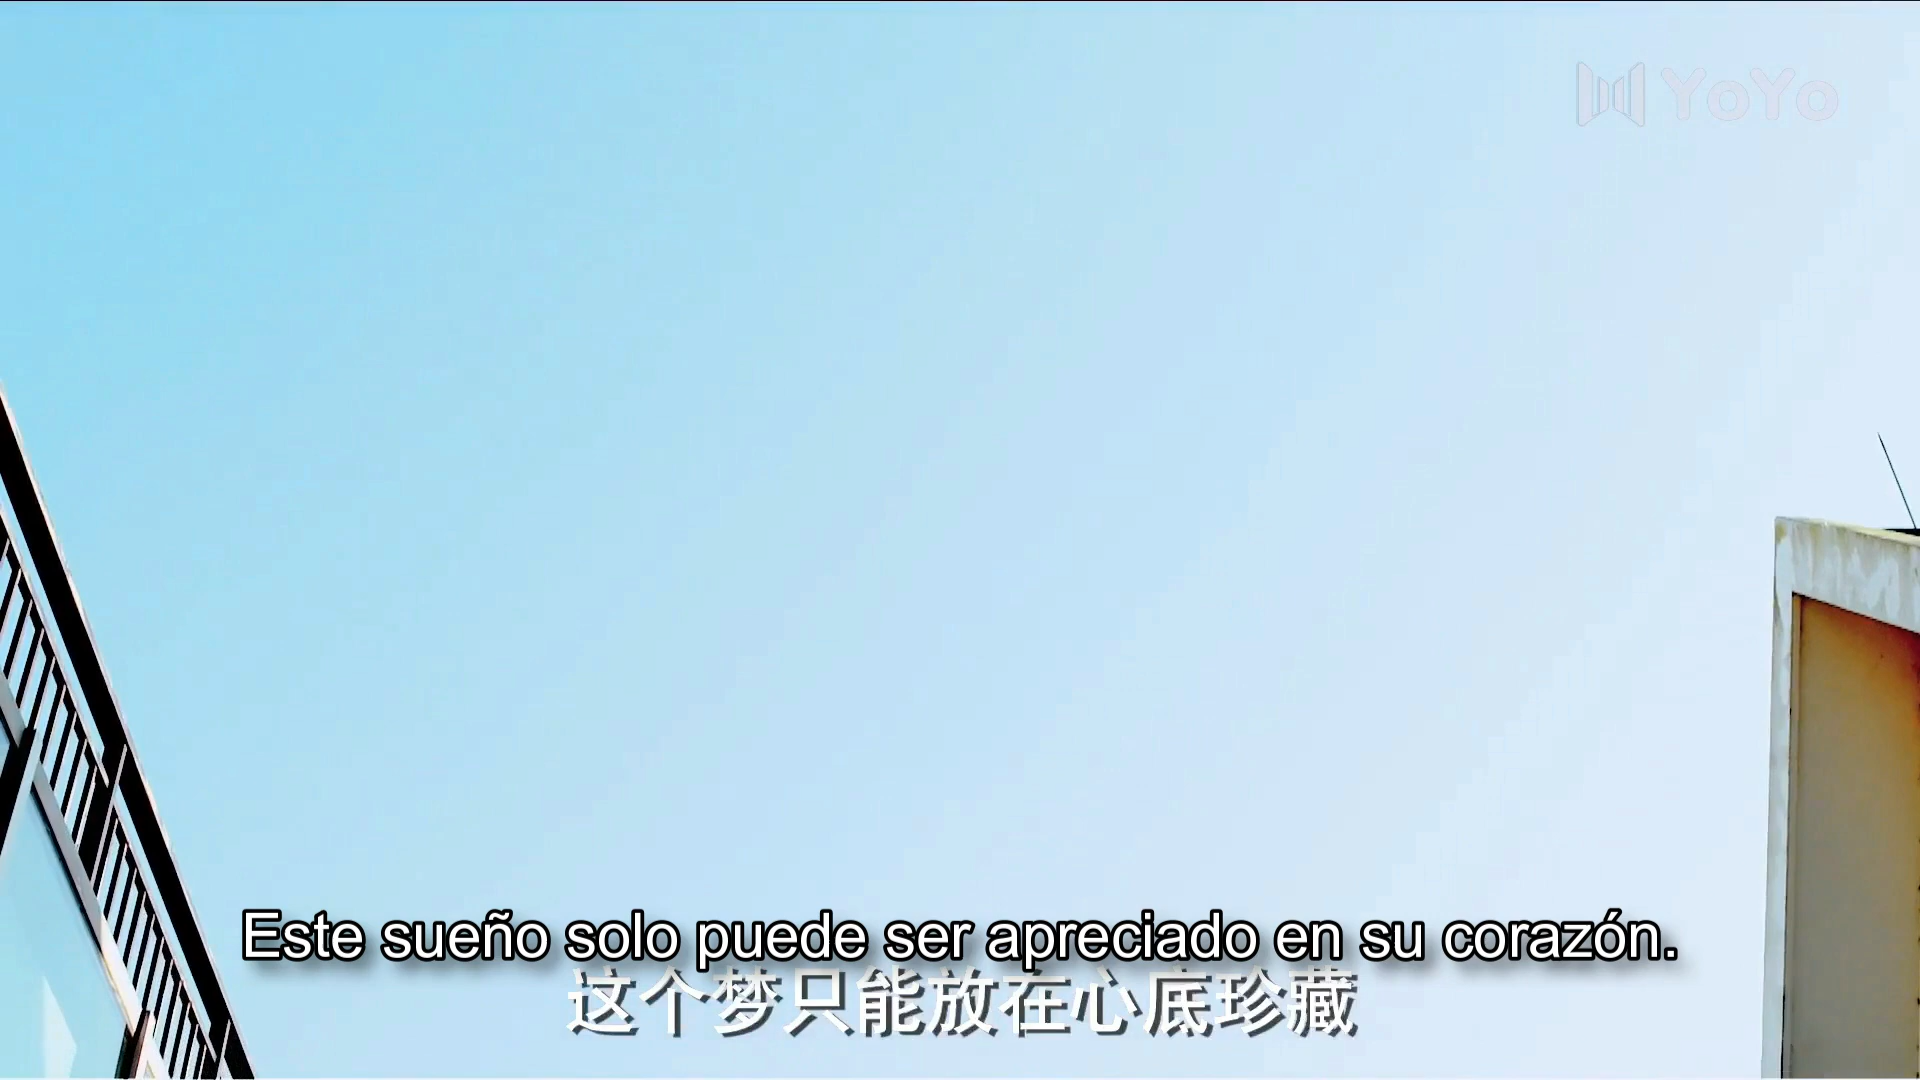 YoYo
Este sueño solo puede ser apreciado en su corazón.
这个梦只能放在心底珍藏